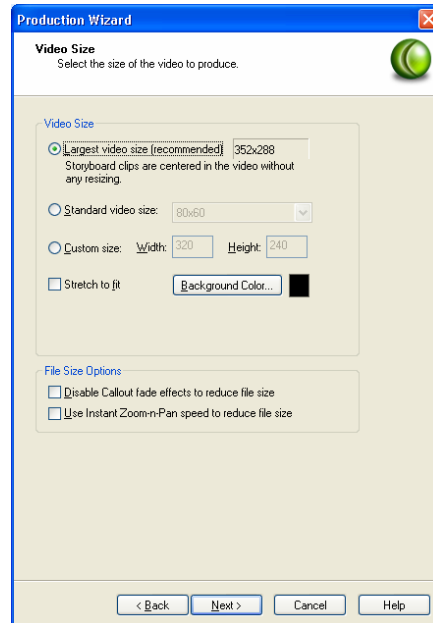 Production Wizard
Video Size
Select the size of the video to produce.
Video Size
Largest video size (recommended) 352x288
Storyboard clips are centered in the video without
any resizing.
Standard video size: 80x60
Custom size: Width: 320 Height: 240
Stretch to fit Background Color...
File Size Options
Disable Callout fade effects to reduce file size
Use Instant Zoom-n-Pan speed to reduce file size
< Back Next > Cancel Help